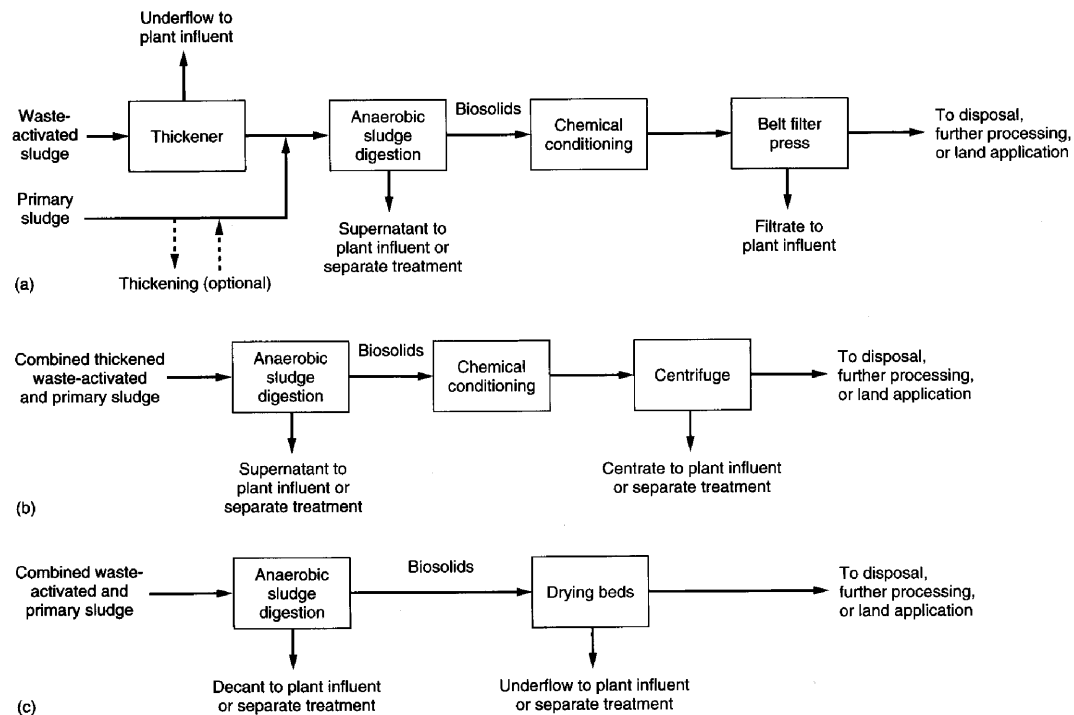 Underflow to
plant influent
Waste-
activated
sludge
Thickener
Anaerobic
sludge
digestion
Biosolids
Chemical
conditioning
Belt filter
press
To disposal,
further processing,
or land application
Primary
sludge
Supernatant to
plant influent or
separate treatment
Filtrate to
plant influent
Thickening (optional)
(a)
Combined thickened
waste-activated
and primary sludge
Anaerobic
sludge
digestion
Biosolids
Chemical
conditioning
Centrifuge
To disposal,
further processing,
or land application
Supernatant to
plant influent or
separate treatment
Centrate to plant influent
or separate treatment
(b)
Combined waste-
activated and
primary sludge
Anaerobic
sludge
digestion
Biosolids
Drying beds
To disposal,
further processing,
or land application
Decant to plant influent
or separate treatment
Underflow to plant influent
or separate treatment
(c)